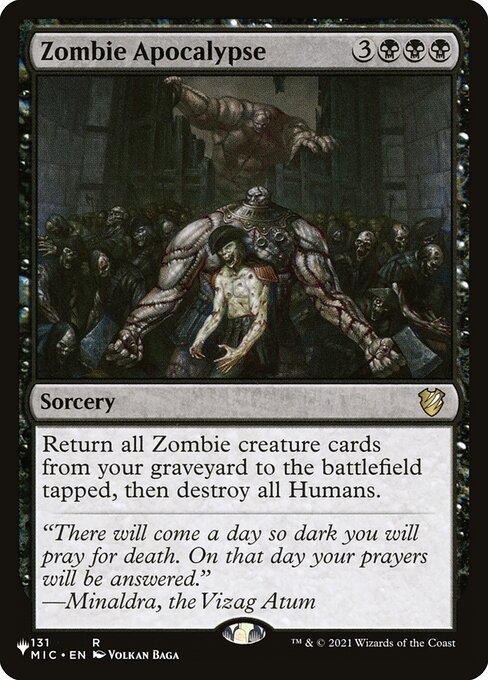 Zombie Apocalypse 3
Sorcery
Return all Zombie creature cards
from your graveyard to the battlefield
tapped, then destroy all Humans.
“There will come a day so dark you will
pray for death. On that day your prayers
will be answered.”
—Minaldra, the Vizag Atum
131 R
MIC • EN Volkan Baga
™ & © 2021 Wizards of the Coast